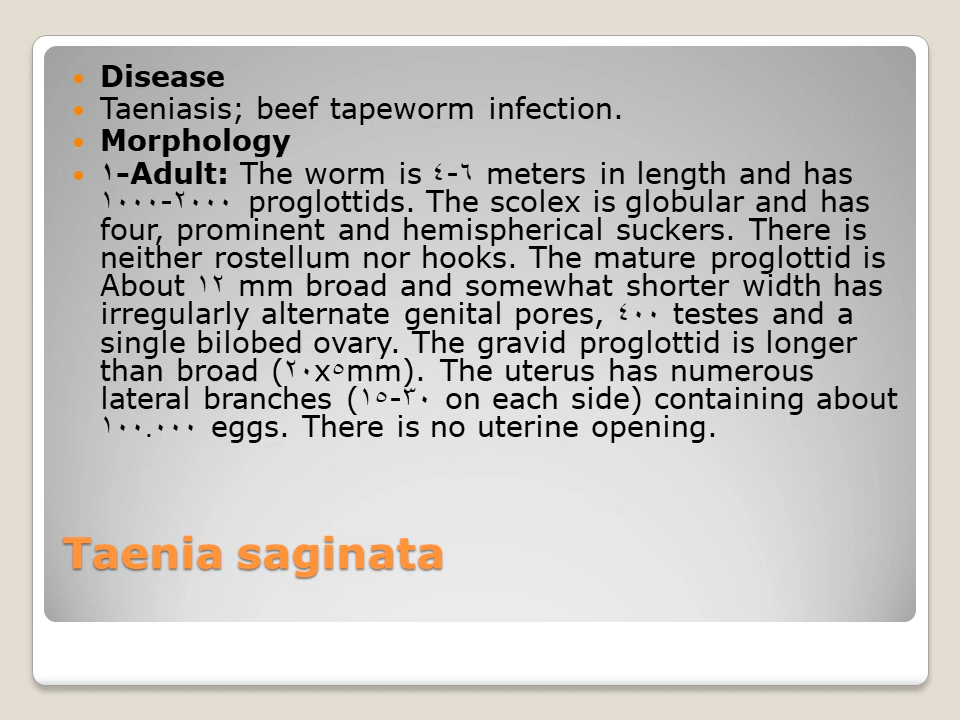 Disease
Taeniasis; beef tapeworm infection.
Morphology
١-Adult: The worm is ٤-٦ meters in length and has
١٠٠٠-٢٠٠٠ proglottids. The scolex is globular and has
four, prominent and hemispherical suckers. There is
neither rostellum nor hooks. The mature proglottid is
About ١٢ mm broad and somewhat shorter width has
irregularly alternate genital pores, ٤٠٠ testes and a
single bilobed ovary. The gravid proglottid is longer
than broad (٢٠x٥mm). The uterus has numerous
lateral branches (١٥-٣٠ on each side) containing about
١٠٠.٠٠٠ eggs. There is no uterine opening.
Taenia saginata